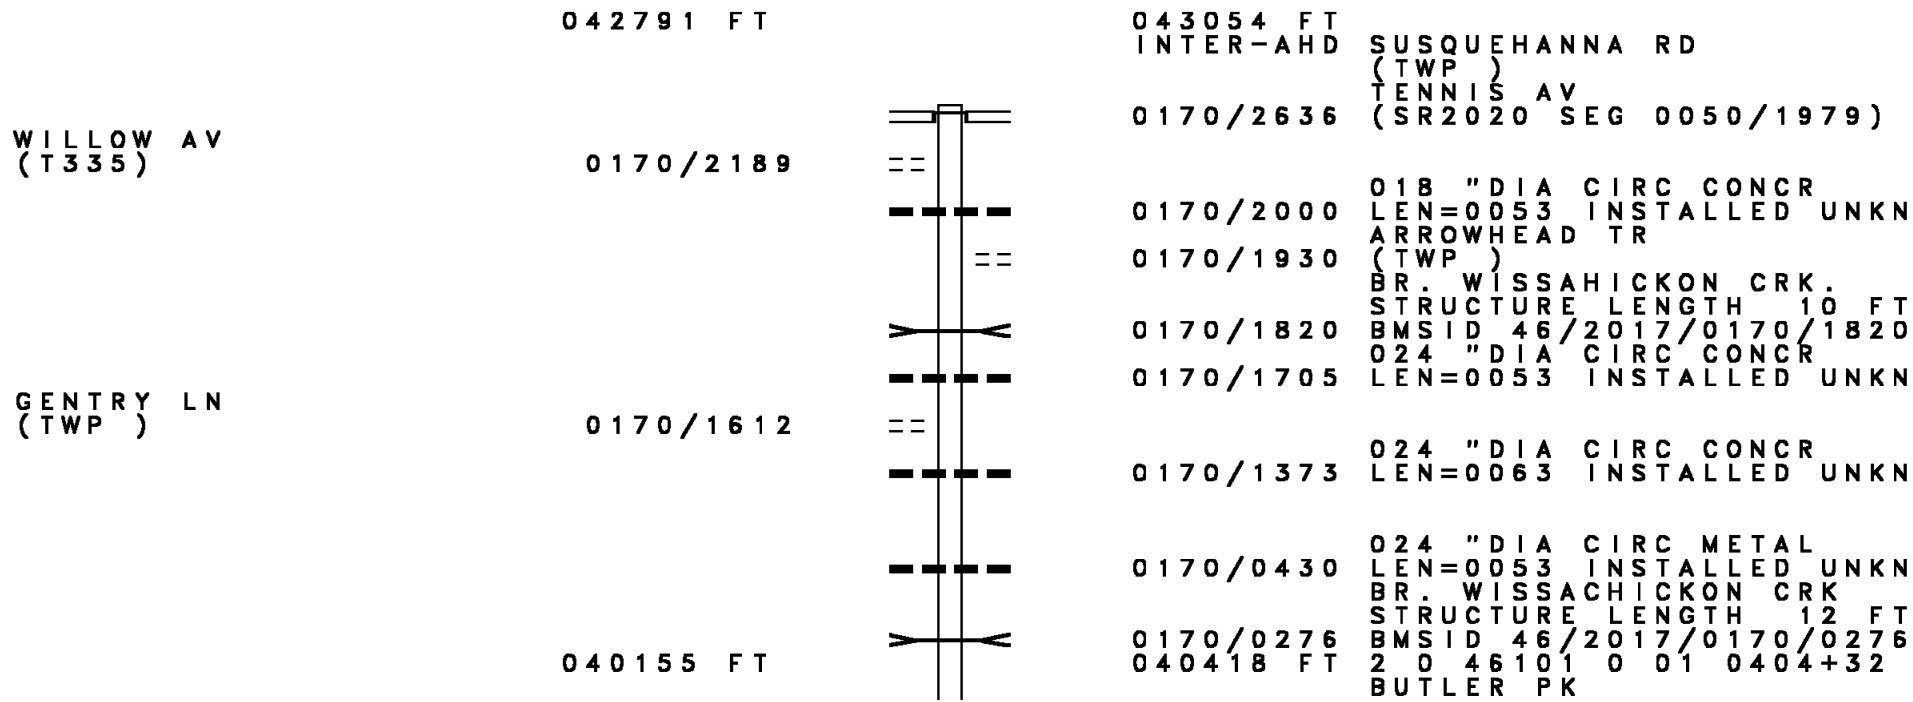 042791 FT 043054 FT
INTER-AHD SUSQUEHANNA RD
(TWP )
TENNIS AV
0170/2636 (SR2020 SEG 0050/1979)
WILLOW AV
(T335) 0170/2189
018 "DIA CIRC CONCR
0170/2000 LEN=0053 INSTALLED UNKN
ARROWHEAD TR
0170/1930 (TWP )
BR. WISSAHICKON CRK.
STRUCTURE LENGTH 10 FT
0170/1820 BMSID 46/2017/0170/1820
024 "DIA CIRC CONCR
0170/1705 LEN=0053 INSTALLED UNKN
GENTRY LN
(TWP ) 0170/1612
024 "DIA CIRC CONCR
0170/1373 LEN=0063 INSTALLED UNKN
024 "DIA CIRC METAL
0170/0430 LEN=0053 INSTALLED UNKN
BR. WISSACHICKON CRK
STRUCTURE LENGTH 12 FT
0170/0276 BMSID 46/2017/0170/0276
040155 FT 040418 FT 2 0 46101 0 01 0404+32
BUTLER PK